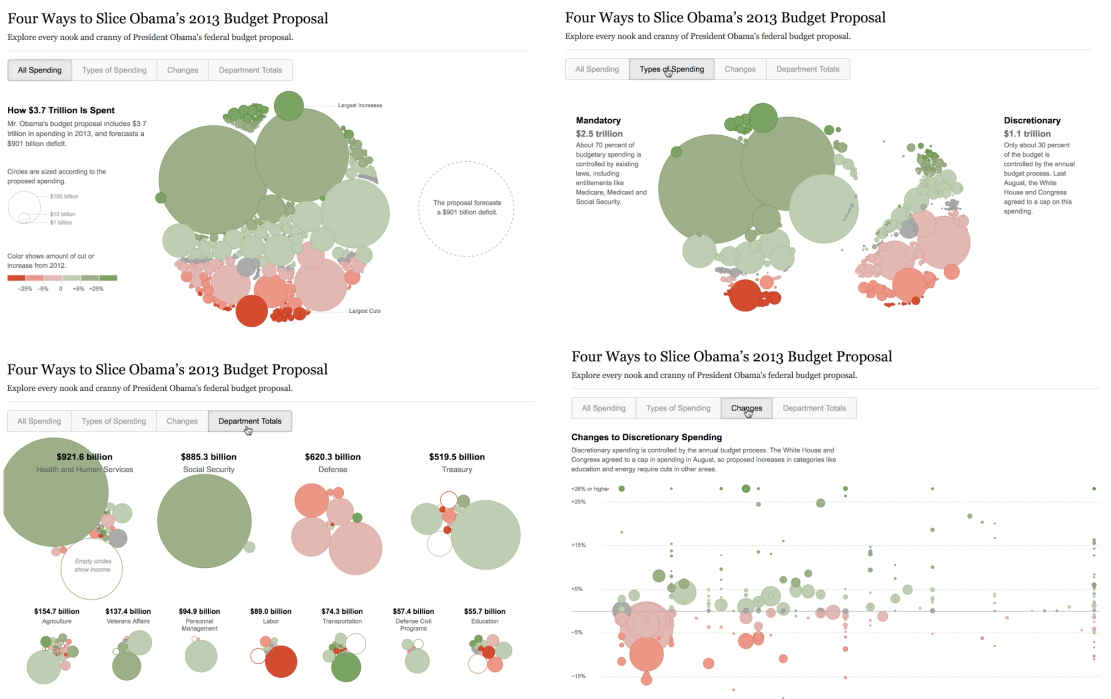 Four Ways to Slice Obama's 2013 Budget Proposal
Explore every nook and cranny of President Obama's federal budget proposal.
All Spending
Types of Spending
Changes
Department Totals
How $3.7 Trillion Is Spent
Mr. Obama's budget proposal includes $3.7
trillion in spending in 2013, and forecasts a
$901 billion deficit.
Circles are sized according to the
proposed spending.
$100 billion
$10 billion
$1 billion
Color shows amount of cut or
increase from 2012.
−25%
−5%
0
+5%
+25%
Largest Increases
Largest Cuts
The proposal forecasts
a $901 billion deficit.
Four Ways to Slice Obama's 2013 Budget Proposal
Explore every nook and cranny of President Obama's federal budget proposal.
All Spending
Types of Spending
Changes
Department Totals
Mandatory
$2.5 trillion
About 70 percent of
budgetary spending is
controlled by existing
laws, including
entitlements like
Medicare, Medicaid and
Social Security.
Discretionary
$1.1 trillion
Only about 30 percent
of the budget is
controlled by the annual
budget process. Last
August, the White
House and Congress
agreed to a cap on this
spending.
Four Ways to Slice Obama's 2013 Budget Proposal
Explore every nook and cranny of President Obama's federal budget proposal.
All Spending
Types of Spending
Changes
Department Totals
$921.6 billion
Health and Human Services
$885.3 billion
Social Security
$620.3 billion
Defense
$519.5 billion
Treasury
Empty circles
show income.
$154.7 billion
Agriculture
$137.4 billion
Veterans Affairs
$94.9 billion
Personnel
Management
$89.0 billion
Labor
$74.3 billion
Transportation
$57.4 billion
Defense Civil
Programs
$55.7 billion
Education
Four Ways to Slice Obama's 2013 Budget Proposal
Explore every nook and cranny of President Obama's federal budget proposal.
All Spending
Types of Spending
Changes
Department Totals
Changes to Discretionary Spending
Discretionary spending is controlled by the annual budget process. The White House and
Congress agreed to a cap in spending in August, so proposed increases in categories like
education and energy require cuts in other areas.
+26% or higher
+25%
+15%
+5%
−5%
−15%